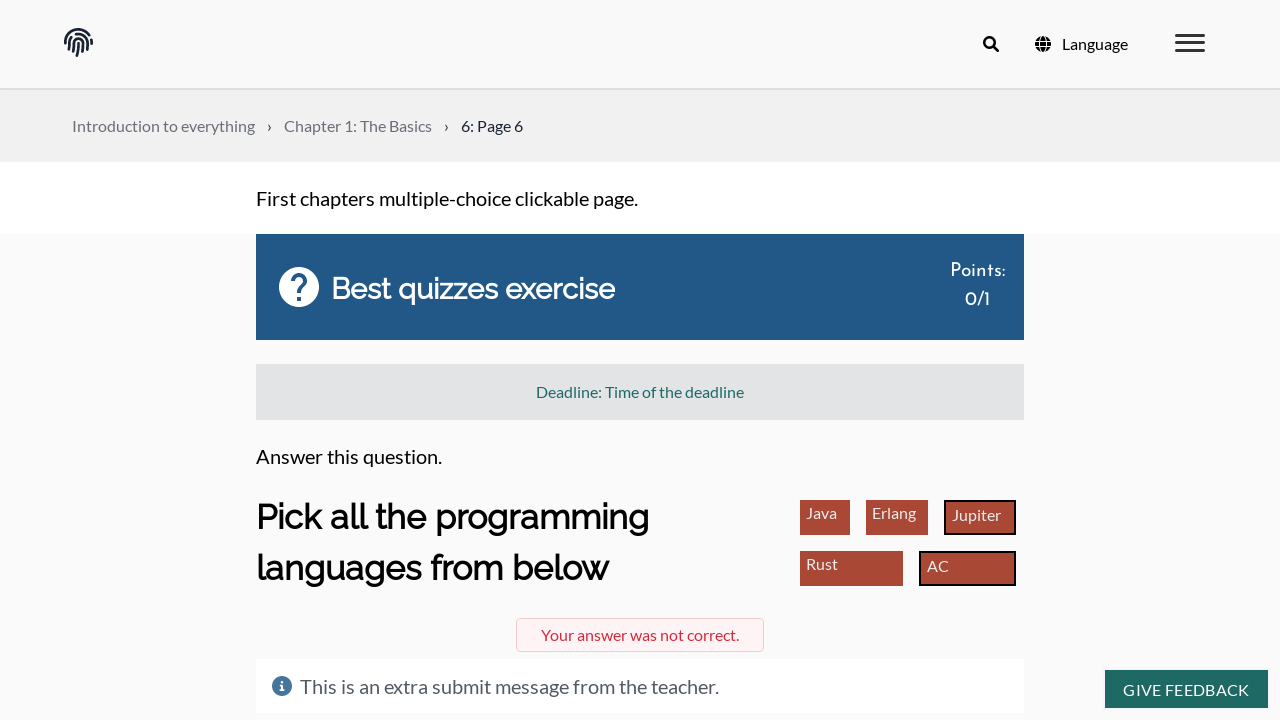 Language
Introduction to everything › Chapter 1: The Basics › 6: Page 6
First chapters multiple-choice clickable page.
Best quizzes exercise
Points:
0/1
Deadline: Time of the deadline
Answer this question.
Pick all the programming
languages from below
Java Erlang Jupiter
Rust AC
Your answer was not correct.
This is an extra submit message from the teacher.
GIVE FEEDBACK